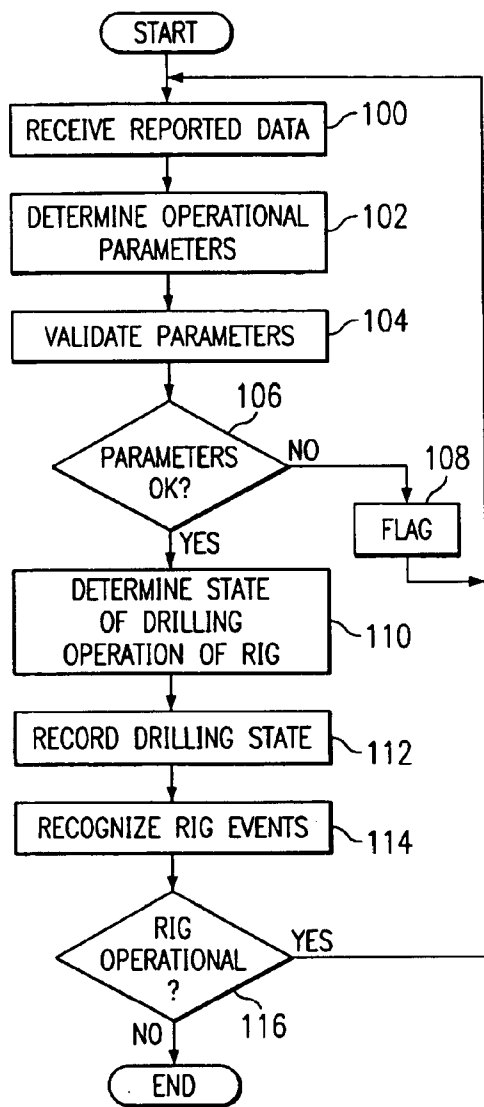 START
RECEIVE REPORTED DATA
100
DETERMINE OPERATIONAL
PARAMETERS
102
VALIDATE PARAMETERS
104
106
PARAMETERS
OK?
NO
108
FLAG
YES
DETERMINE STATE
OF DRILLING
OPERATION OF RIG
110
RECORD DRILLING STATE
112
RECOGNIZE RIG EVENTS
114
RIG
OPERATIONAL
?
YES
116
NO
END